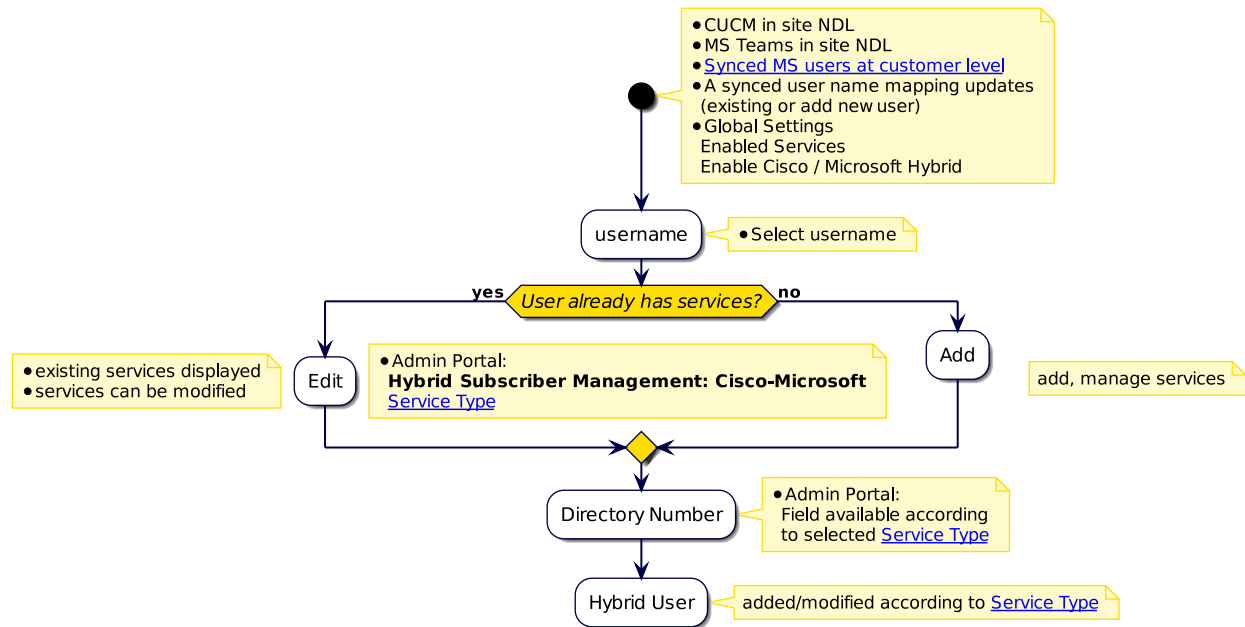 ●CUCM in site NDL
●MS Teams in site NDL
●Synced MS users at customer level
●A synced user name mapping updates
(existing or add new user)
●Global Settings
Enabled Services
Enable Cisco / Microsoft Hybrid
username
●Select username
yes
User already has services?
no
●existing services displayed
●services can be modified
Edit
●Admin Portal:
Hybrid Subscriber Management: Cisco-Microsoft
Service Type
Add
add, manage services
Directory Number
●Admin Portal:
Field available according
to selected Service Type
Hybrid User
added/modified according to Service Type